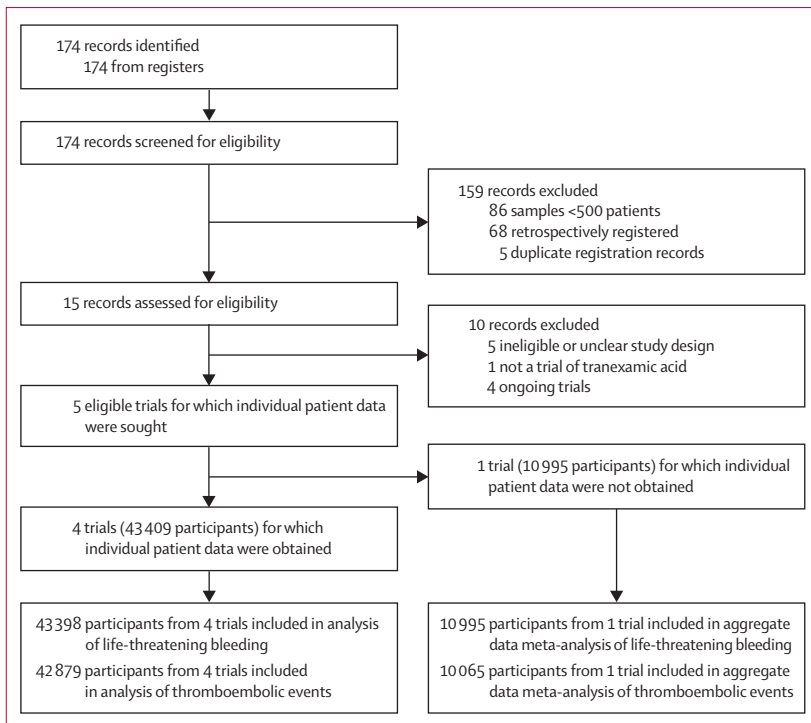 174 records identified
174 from registers
174 records screened for eligibility
159 records excluded
86 samples <500 patients
68 retrospectively registered
5 duplicate registration records
15 records assessed for eligibility
10 records excluded
5 ineligible or unclear study design
1 not a trial of tranexamic acid
4 ongoing trials
5 eligible trials for which individual patient data
were sought
1 trial (10 995 participants) for which individual
patient data were not obtained
4 trials (43 409 participants) for which
individual patient data were obtained
43 398 participants from 4 trials included in analysis
of life-threatening bleeding
42 879 participants from 4 trials included
in analysis of thromboembolic events
10 995 participants from 1 trial included in aggregate
data meta-analysis of life-threatening bleeding
10 065 participants from 1 trial included in aggregate
data meta-analysis of thromboembolic events